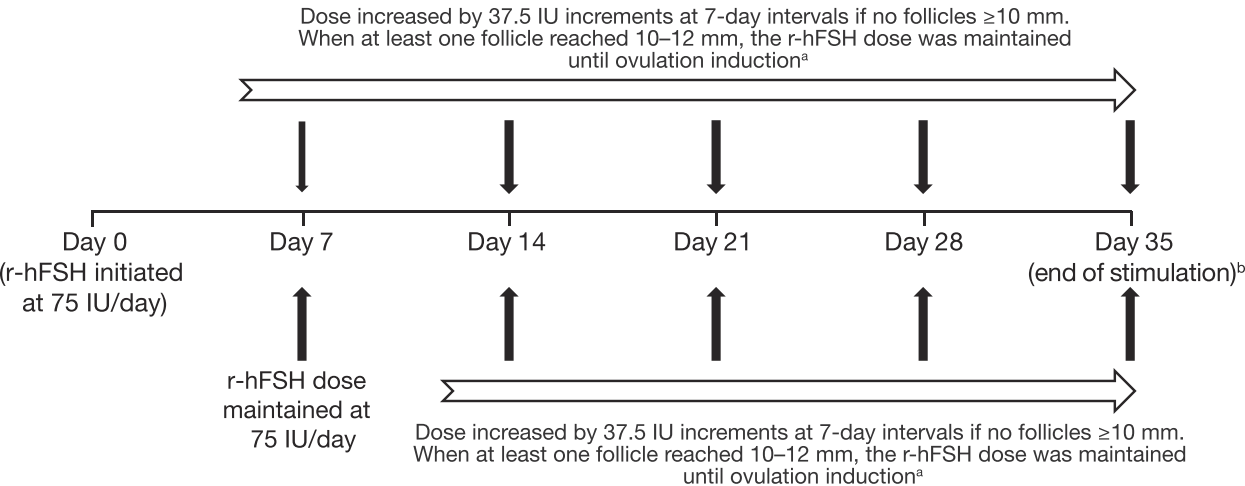 Dose increased by 37.5 IU increments at 7-day intervals if no follicles ≥10 mm.
When at least one follicle reached 10–12 mm, the r-hFSH dose was maintained
until ovulation inductionᵃ
Day 0
(r-hFSH initiated
at 75 IU/day)
Day 7
Day 14
Day 21
Day 28
Day 35
(end of stimulation)ᵇ
r-hFSH dose
maintained at
75 IU/day
Dose increased by 37.5 IU increments at 7-day intervals if no follicles ≥10 mm.
When at least one follicle reached 10–12 mm, the r-hFSH dose was maintained
until ovulation inductionᵃ